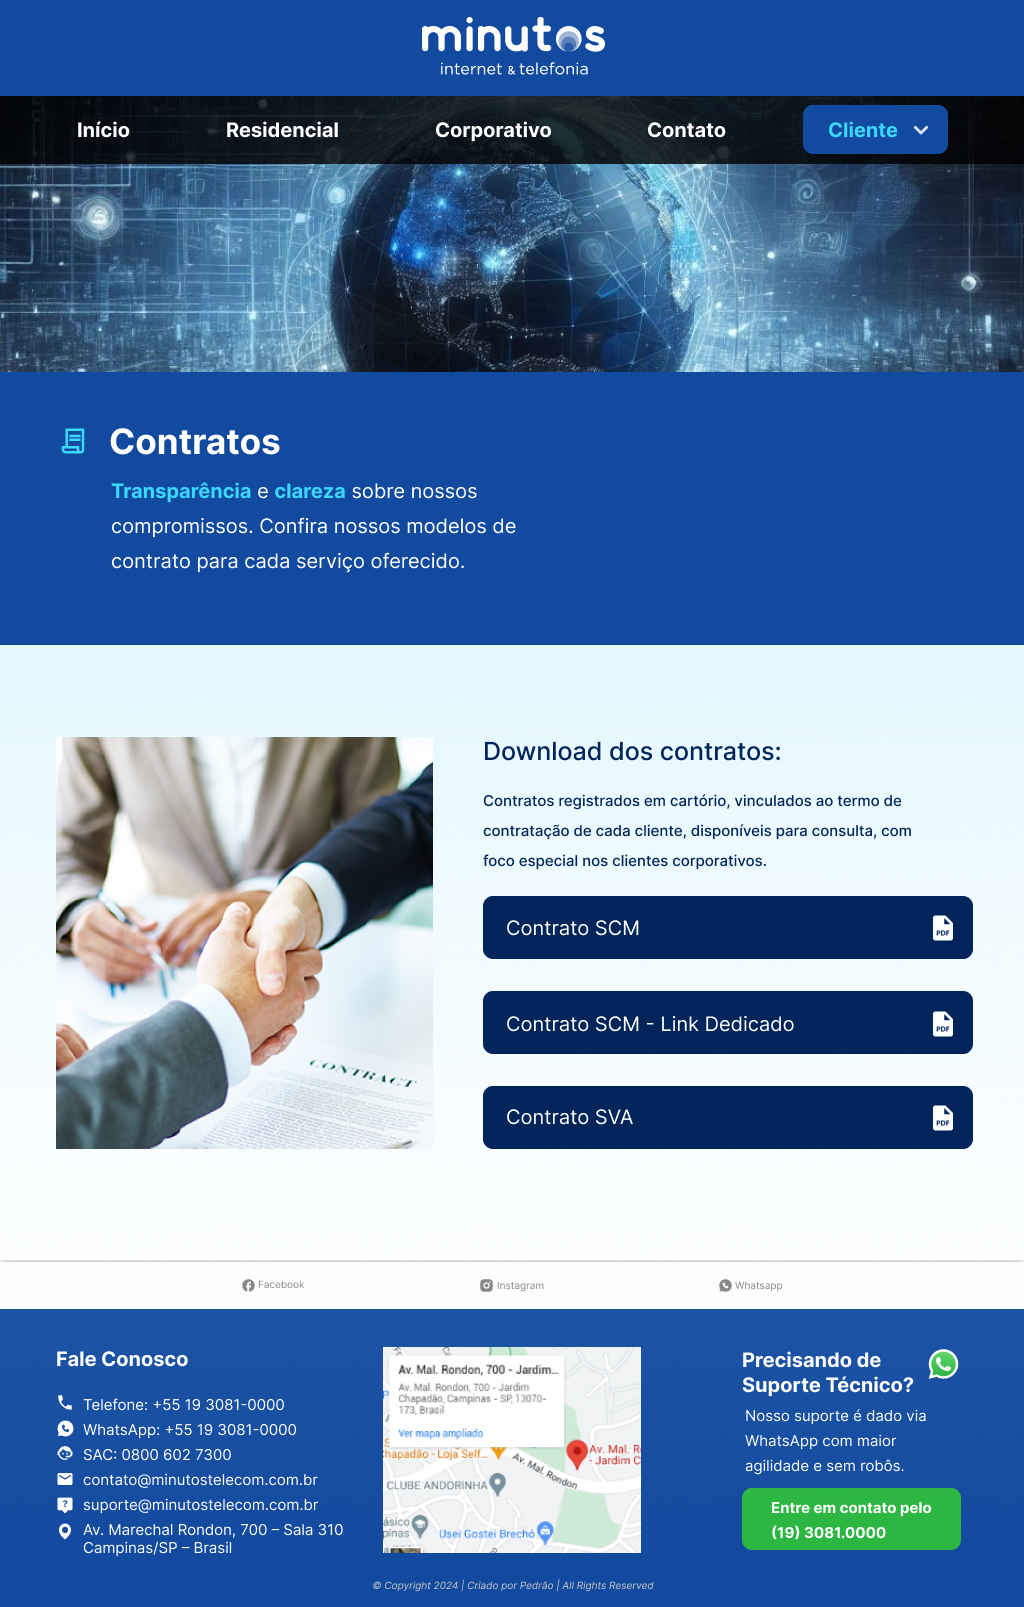 minutos
internet & telefonia
Início
Residencial
Corporativo
Contato
Cliente
Contratos
Transparência e clareza sobre nossos
compromissos. Confira nossos modelos de
contrato para cada serviço oferecido.
CONTRACT
Download dos contratos:
Contratos registrados em cartório, vinculados ao termo de
contratação de cada cliente, disponíveis para consulta, com
foco especial nos clientes corporativos.
Contrato SCM
PDF
Contrato SCM - Link Dedicado
PDF
Contrato SVA
PDF
Facebook
Instagram
Whatsapp
Fale Conosco
Telefone: +55 19 3081-0000
WhatsApp: +55 19 3081-0000
SAC: 0800 602 7300
contato@minutostelecom.com.br
suporte@minutostelecom.com.br
Av. Marechal Rondon, 700 – Sala 310
Campinas/SP – Brasil
Av. Mal. Rondon, 700 - Jardim...
Av. Mal. Rondon, 700 - Jardim
Chapadão, Campinas - SP, 13070-
173, Brasil
Ver mapa ampliado
hapadão - Loja Self...
Av. Mal. R
- Jardim C
Av. Mal. Rondon
CLUBE ANDORINHA
ásico
pinas
Usei Gostei Brechó
Precisando de
Suporte Técnico?
Nosso suporte é dado via
WhatsApp com maior
agilidade e sem robôs.
Entre em contato pelo
(19) 3081.0000
© Copyright 2024 | Criado por Pedrão | All Rights Reserved